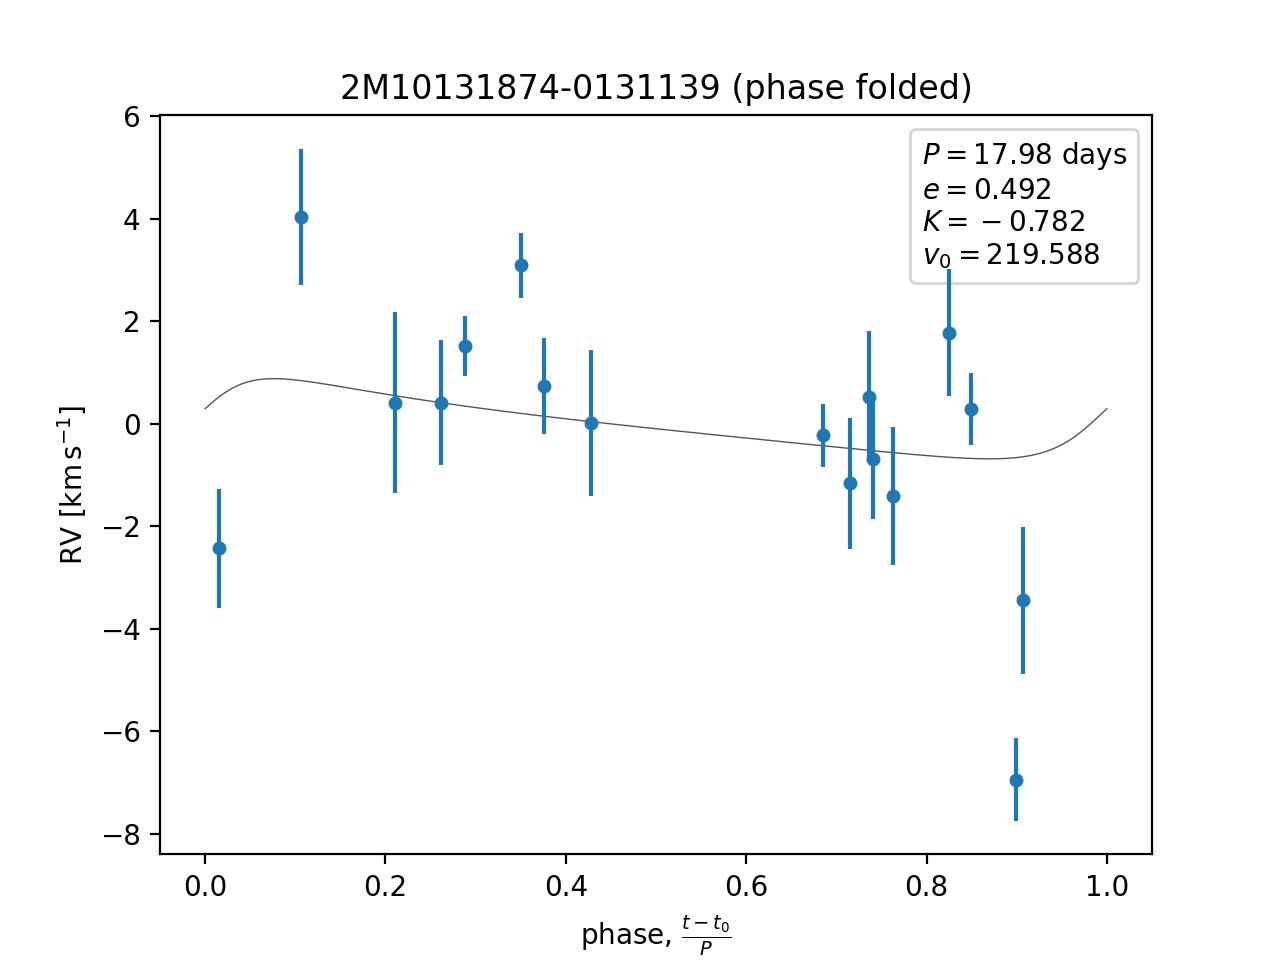 2M10131874-0131139 (phase folded)
P = 17.98 days
e = 0.492
K = −0.782
v₀ = 219.588
RV [km s⁻¹]
6
4
2
0
−2
−4
−6
−8
0.0 0.2 0.4 0.6 0.8 1.0
phase, (t − t₀)/P